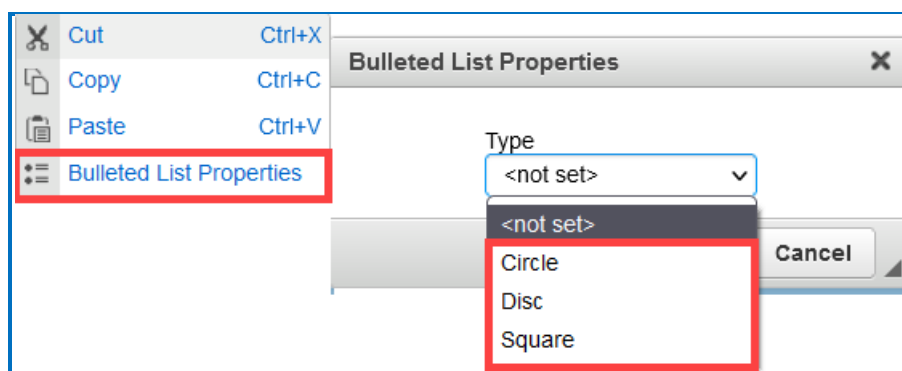 Cut Ctrl+X
Copy Ctrl+C
Paste Ctrl+V
Bulleted List Properties
Bulleted List Properties
Type
<not set>
<not set>
Circle
Disc
Square
Cancel